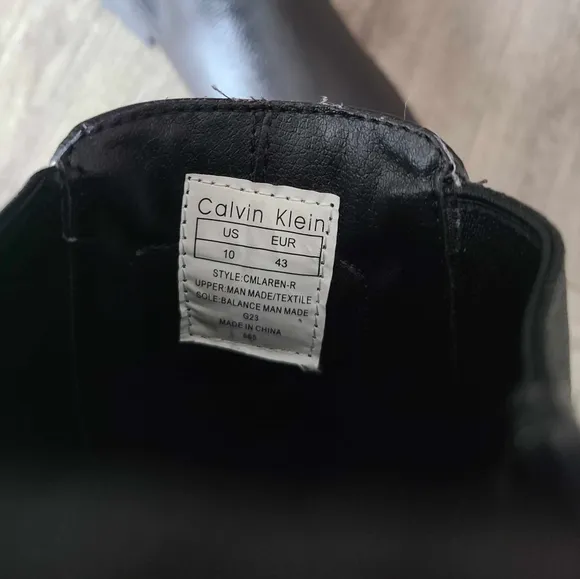 Calvin Klein
US EUR
10 43
STYLE:CMLAREN-R
UPPER:MAN MADE/TEXTILE
SOLE:BALANCE MAN MADE
G23
MADE IN CHINA